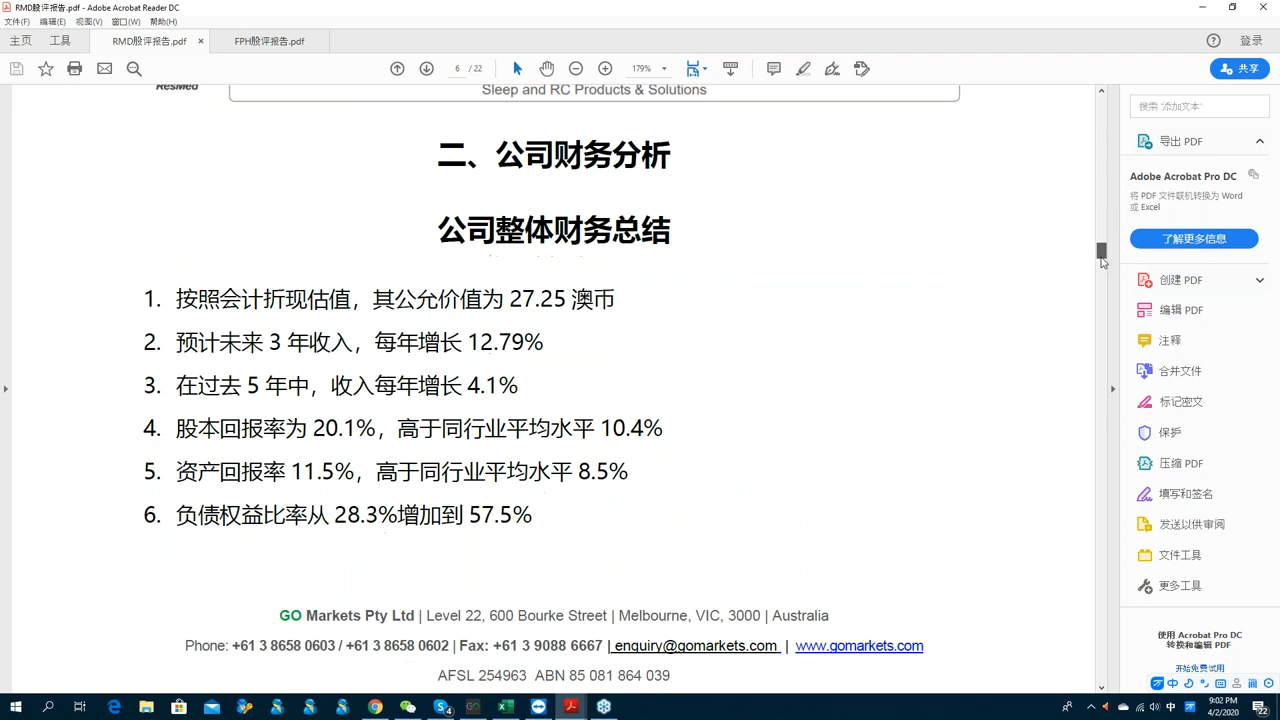 RMD股评报告.pdf - Adobe Acrobat Reader DC
文件(F) 编辑(E) 视图(V) 窗口(W) 帮助(H)
主页 工具 RMD股评报告.pdf × FPH股评报告.pdf 登录
6 / 22 179% 共享
ResMed Sleep and RC Products & Solutions
二、公司财务分析
公司整体财务总结
1. 按照会计折现估值，其公允价值为 27.25 澳币
2. 预计未来 3 年收入，每年增长 12.79%
3. 在过去 5 年中，收入每年增长 4.1%
4. 股本回报率为 20.1%，高于同行业平均水平 10.4%
5. 资产回报率 11.5%，高于同行业平均水平 8.5%
6. 负债权益比率从 28.3%增加到 57.5%
GO Markets Pty Ltd | Level 22, 600 Bourke Street | Melbourne, VIC, 3000 | Australia
Phone: +61 3 8658 0603 / +61 3 8658 0602 | Fax: +61 3 9088 6667 | enquiry@gomarkets.com | www.gomarkets.com
AFSL 254963 ABN 85 081 864 039
搜索 '添加文本'
导出 PDF
Adobe Acrobat Pro DC
将 PDF 文件联机转换为 Word
或 Excel
了解更多信息
创建 PDF
编辑 PDF
注释
合并文件
标记密文
保护
压缩 PDF
填写和签名
发送以供审阅
文件工具
更多工具
使用 Acrobat Pro DC
转换和编辑 PDF
开始免费试用
中 简
中 9:02 PM
4/2/2020 22